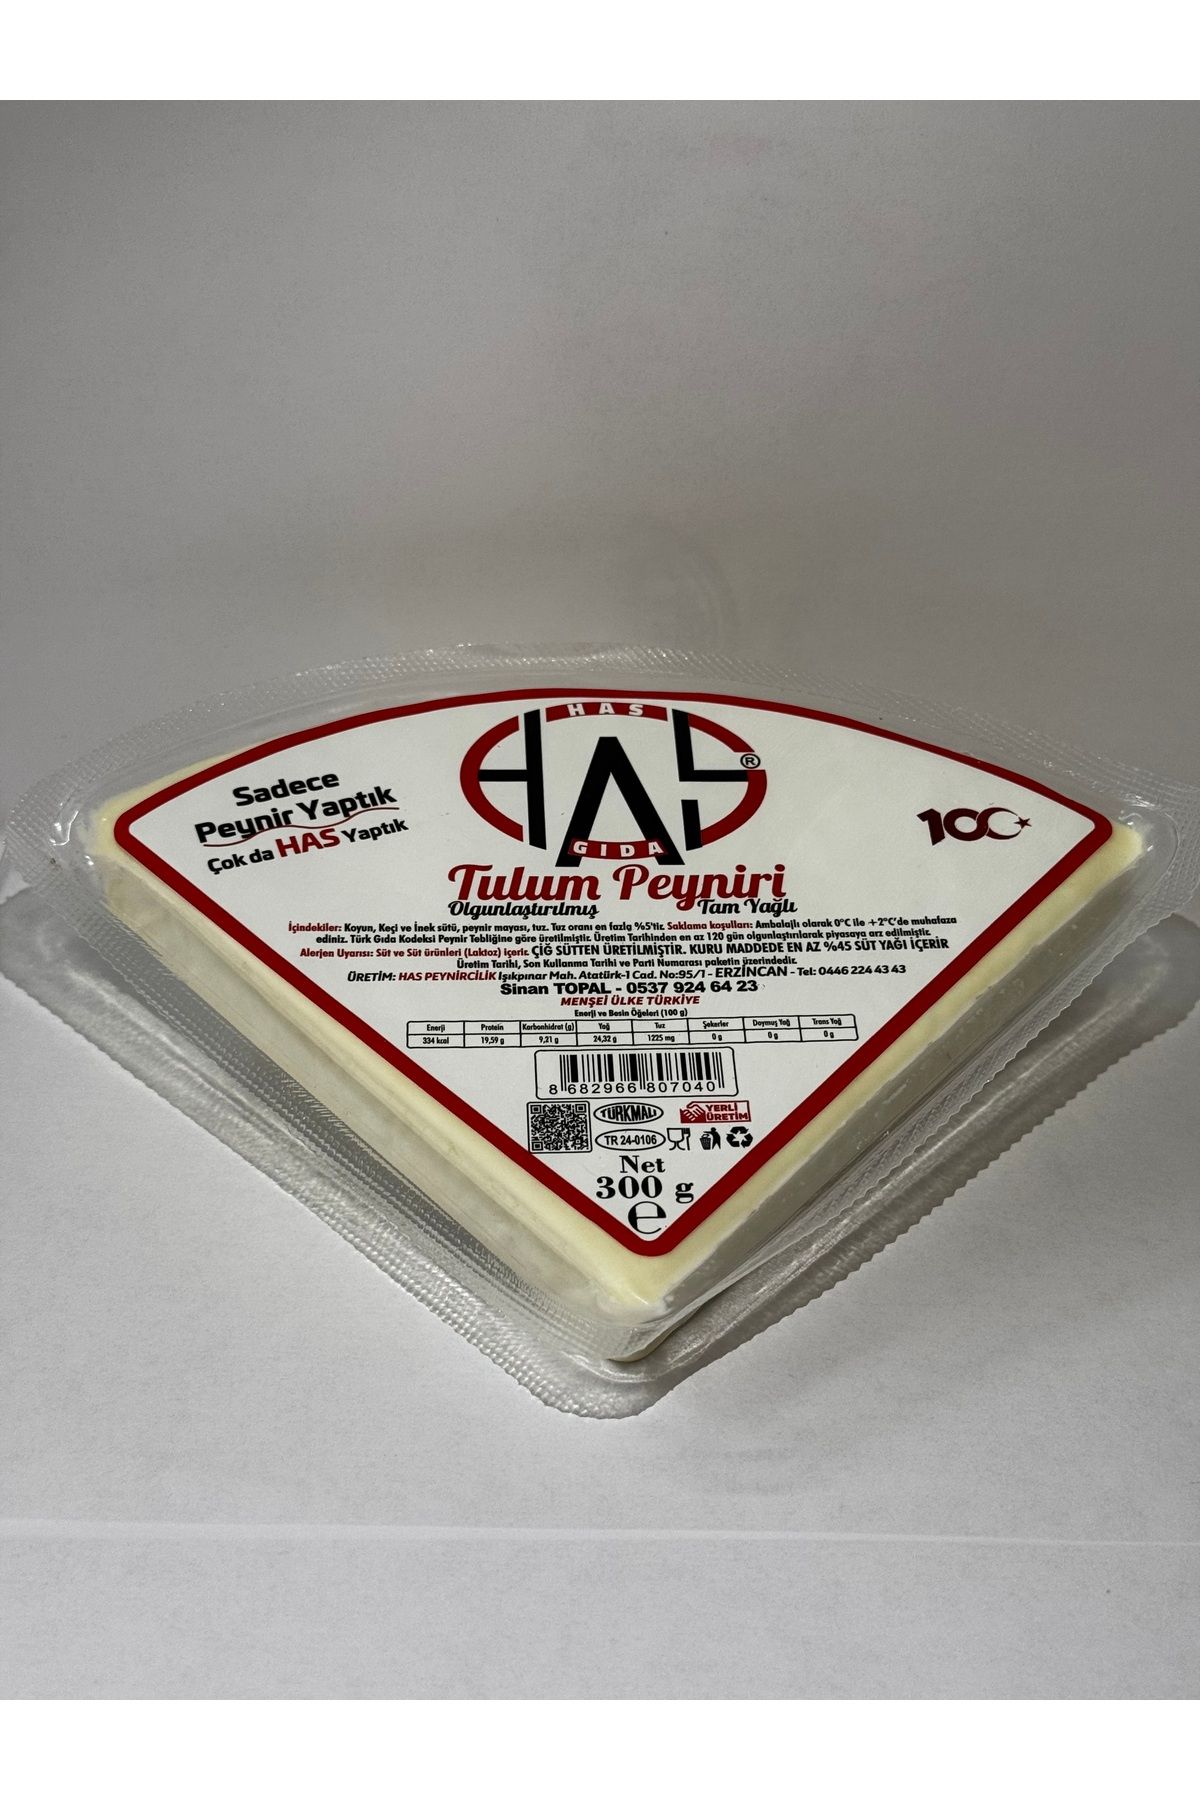 HAS
HAS
®
GIDA
Sadece
Peynir Yaptık
Çok da HAS Yaptık
100
Tulum Peyniri
Olgunlaştırılmış Tam Yağlı
İçindekiler: Koyun, Keçi ve İnek sütü, peynir mayası, tuz. Tuz oranı en fazla %5'tir. Saklama koşulları: Ambalajlı olarak 0°C ile +2°C'de muhafaza
ediniz. Türk Gıda Kodeksi Peynir Tebliğine göre üretilmiştir. Üretim Tarihinden en az 120 gün olgunlaştırılarak piyasaya arz edilmiştir.
Alerjen Uyarısı: Süt ve Süt ürünleri (Laktoz) içerir. ÇİĞ SÜTTEN ÜRETİLMİŞTİR. KURU MADDEDE EN AZ %45 SÜT YAĞI İÇERİR
Üretim Tarihi, Son Kullanma Tarihi ve Parti Numarası paketin üzerindedir.
ÜRETİM: HAS PEYNİRCİLİK Işıkpınar Mah. Atatürk-1 Cad. No:95/1 - ERZİNCAN - Tel: 0446 224 43 43
Sinan TOPAL - 0537 924 64 23
MENŞEİ ÜLKE TÜRKİYE
Enerji ve Besin Öğeleri (100 g)
Enerji Protein Karbonhidrat (g) Yağ Tuz Şekerler Doymuş Yağ Trans Yağ
334 kcal 19,59 g 9,21 g 24,32 g 1225 mg 0 g 0 g 0 g
8 682966 807040
TÜRKMALI YERLİ
ÜRETİM
TR 24-0106
Net
300 g
e